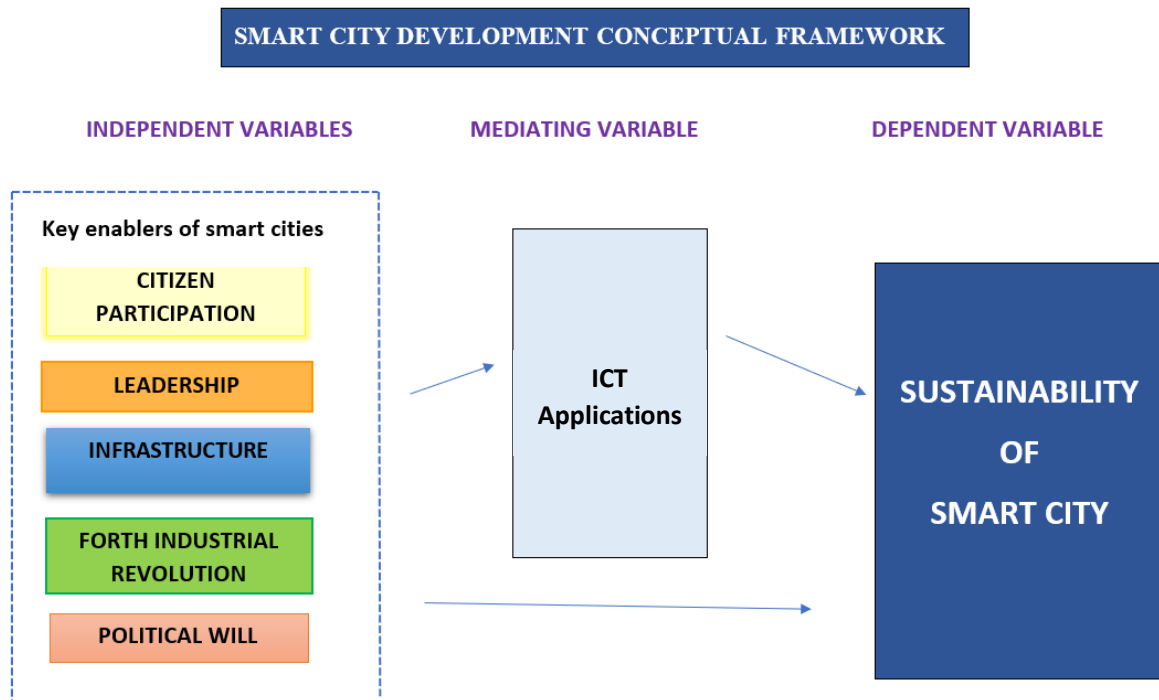 SMART CITY DEVELOPMENT CONCEPTUAL FRAMEWORK
INDEPENDENT VARIABLES
MEDIATING VARIABLE
DEPENDENT VARIABLE
Key enablers of smart cities
CITIZEN
PARTICIPATION
LEADERSHIP
INFRASTRUCTURE
FORTH INDUSTRIAL
REVOLUTION
POLITICAL WILL
ICT
Applications
SUSTAINABILITY
OF
SMART CITY